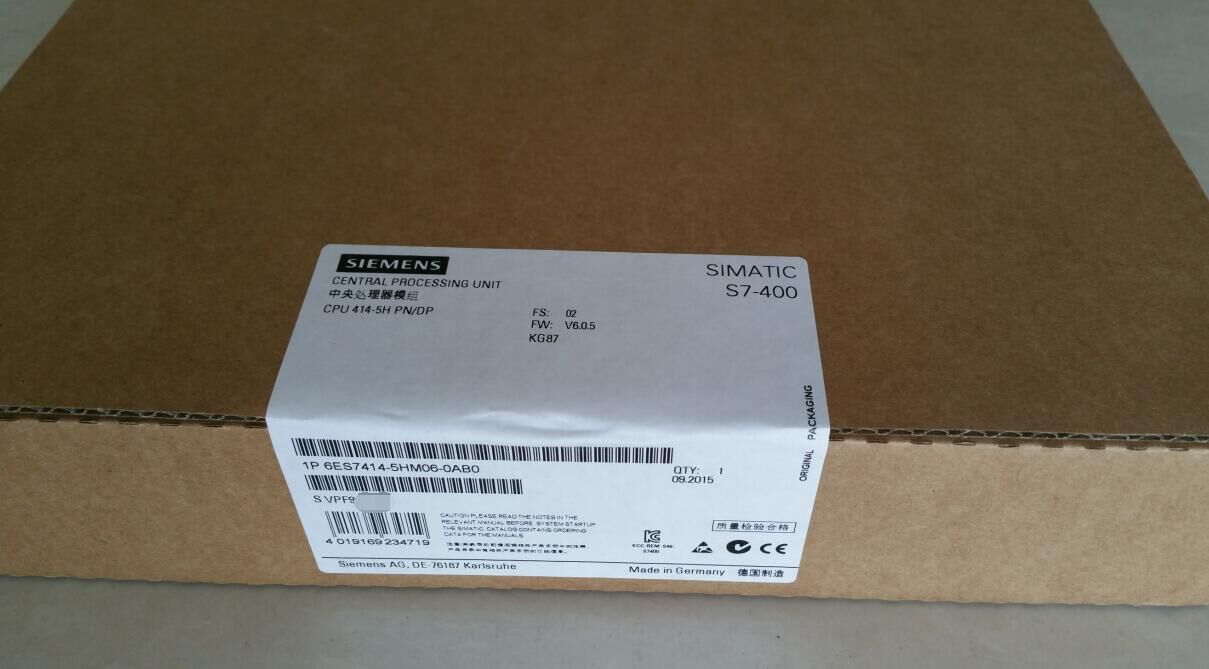 SIEMENS
CENTRAL PROCESSING UNIT
中央处理器模组
CPU 414-5H PN/DP
SIMATIC
S7-400
FS: 02
FW: V6.0.5
KG87
ORIGINAL PACKAGING
1P 6ES7414-5HM06-0AB0
QTY: 1
09.2015
S VPF9
CAUTION PLEASE READ THE NOTES IN THE
RELEVANT MANUAL BEFORE SYSTEM STARTUP
THE SIMATIC CATALOG CONTAINS ORDERING
DATA FOR THE MANUALS
4 019169 234719
KCC-REM-S49-
S7400
质量检验合格
CE
Siemens AG, DE-76187 Karlsruhe
Made in Germany 德国制造